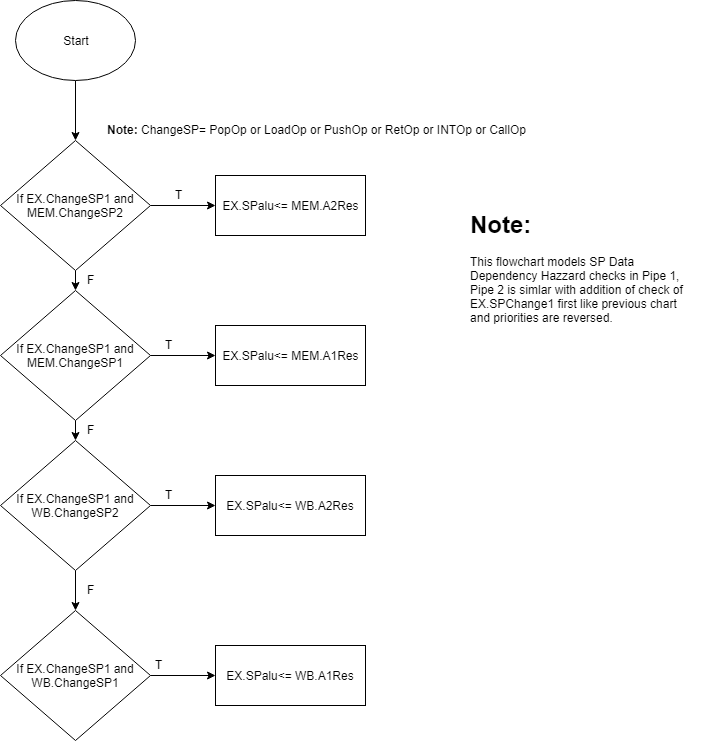 Start
Note: ChangeSP= PopOp or LoadOp or PushOp or RetOp or INTOp or CallOp
If EX.ChangeSP1 and
MEM.ChangeSP2
T
EX.SPalu<= MEM.A2Res
F
Note:
This flowchart models SP Data
Dependency Hazzard checks in Pipe 1,
Pipe 2 is simlar with addition of check of
EX.SPChange1 first like previous chart
and priorities are reversed.
If EX.ChangeSP1 and
MEM.ChangeSP1
T
EX.SPalu<= MEM.A1Res
F
If EX.ChangeSP1 and
WB.ChangeSP2
T
EX.SPalu<= WB.A2Res
F
If EX.ChangeSP1 and
WB.ChangeSP1
T
EX.SPalu<= WB.A1Res